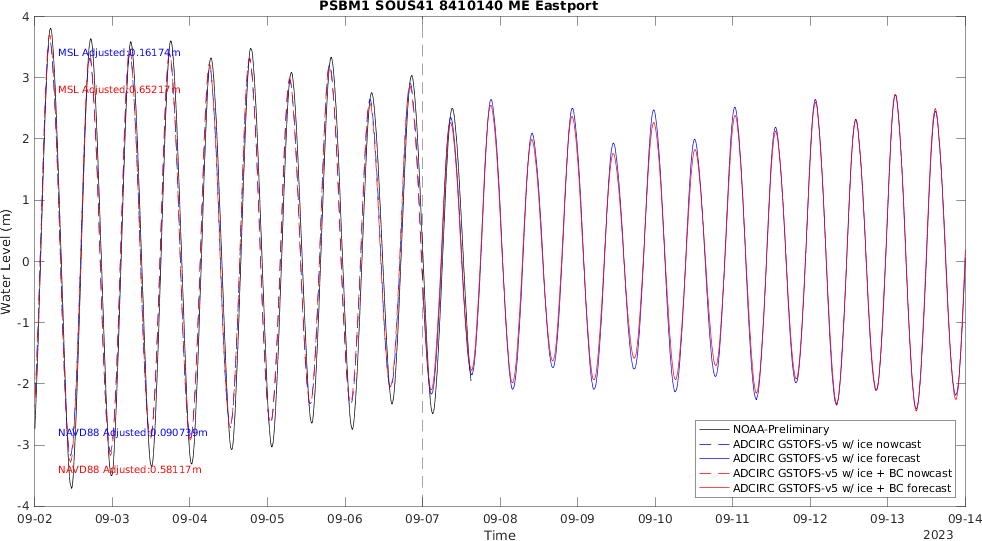 PSBM1 SOUS41 8410140 ME Eastport
4
3
2
1
0
-1
-2
-3
-4
Water Level (m)
MSL Adjusted:0.16174m
MSL Adjusted:0.65217m
NAVD88 Adjusted:0.090739m
NAVD88 Adjusted:0.58117m
NOAA-Preliminary
ADCIRC GSTOFS-v5 w/ ice nowcast
ADCIRC GSTOFS-v5 w/ ice forecast
ADCIRC GSTOFS-v5 w/ ice + BC nowcast
ADCIRC GSTOFS-v5 w/ ice + BC forecast
09-02 09-03 09-04 09-05 09-06 09-07 09-08 09-09 09-10 09-11 09-12 09-13 09-14
Time
2023